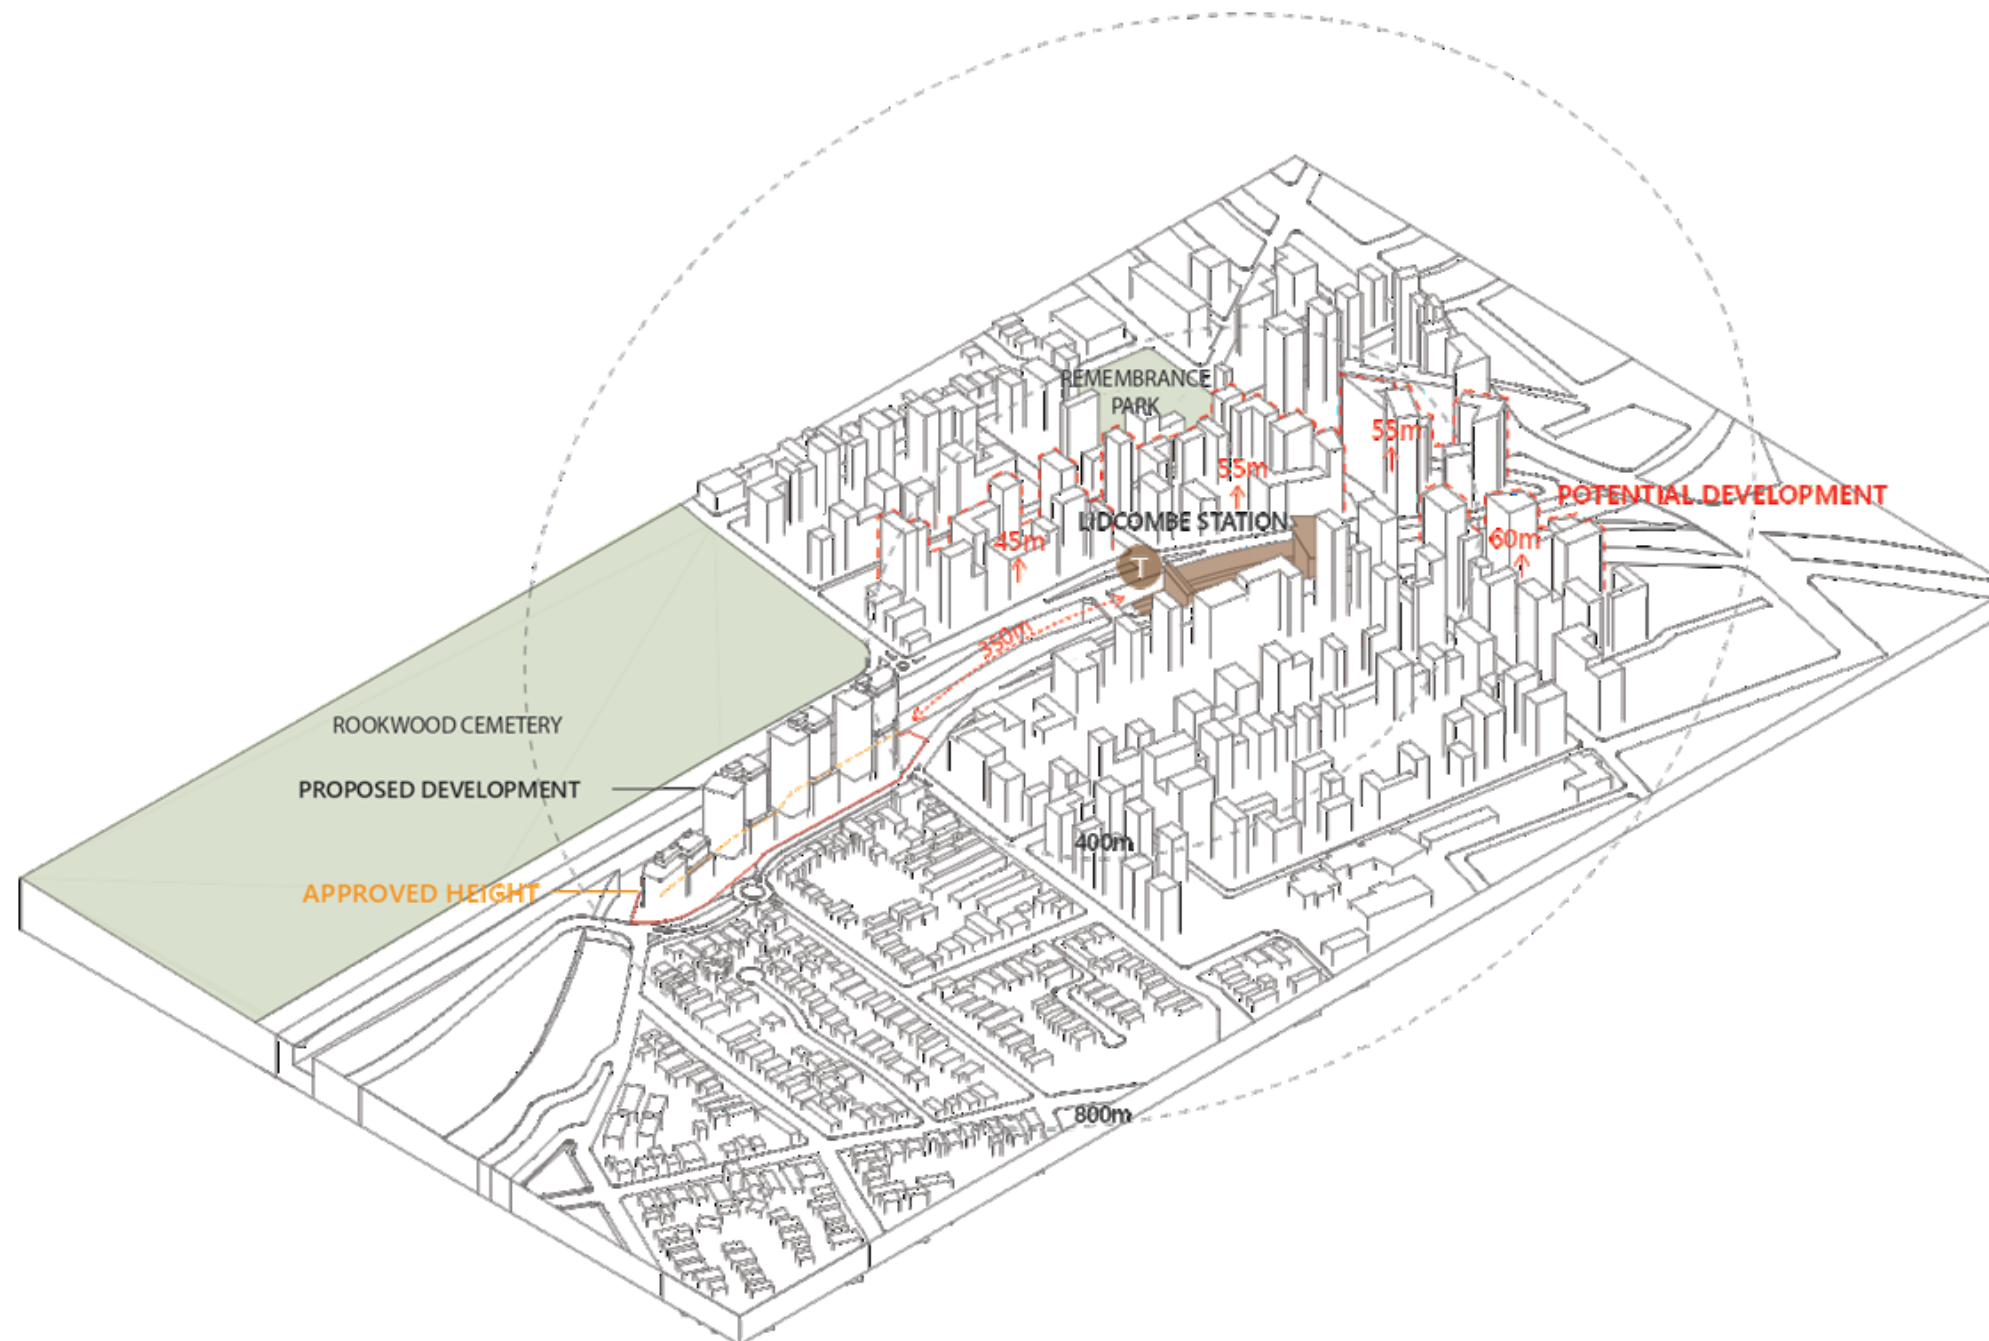 REMEMBRANCE
PARK
55m
55m
POTENTIAL DEVELOPMENT
LIDCOMBE STATION
45m
60m
T
350m
ROOKWOOD CEMETERY
PROPOSED DEVELOPMENT
400m
APPROVED HEIGHT
800m